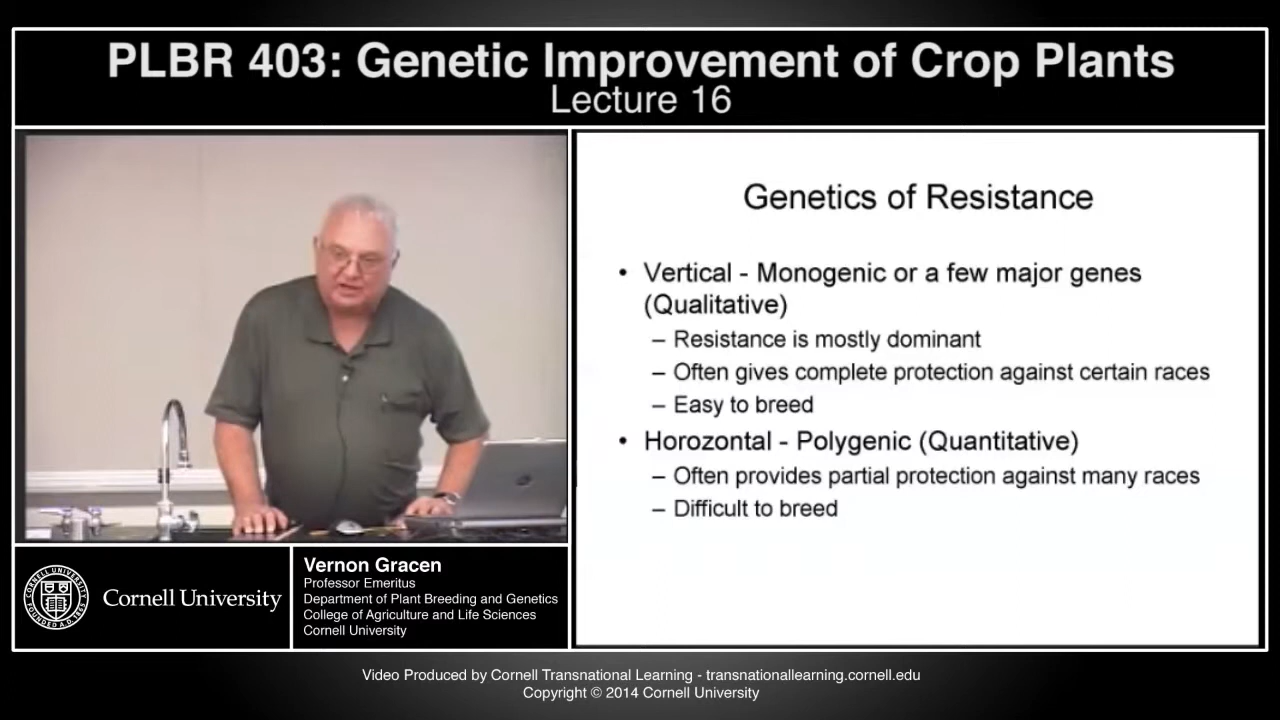 PLBR 403: Genetic Improvement of Crop Plants
Lecture 16
Genetics of Resistance
• Vertical - Monogenic or a few major genes
(Qualitative)
– Resistance is mostly dominant
– Often gives complete protection against certain races
– Easy to breed
• Horozontal - Polygenic (Quantitative)
– Often provides partial protection against many races
– Difficult to breed
Cornell University
Vernon Gracen
Professor Emeritus
Department of Plant Breeding and Genetics
College of Agriculture and Life Sciences
Cornell University
Video Produced by Cornell Transnational Learning - transnationallearning.cornell.edu
Copyright © 2014 Cornell University